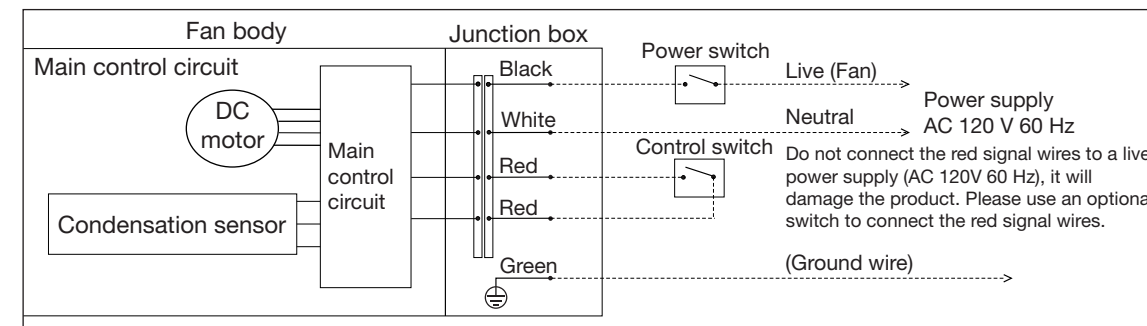 Fan body
Junction box
Main control circuit
DC
motor
Main
control
circuit
Condensation sensor
Black
White
Red
Red
Green
Power switch
Live (Fan)
Neutral
Power supply
AC 120 V 60 Hz
Control switch
Do not connect the red signal wires to a live
power supply (AC 120V 60 Hz), it will
damage the product. Please use an optiona
switch to connect the red signal wires.
(Ground wire)